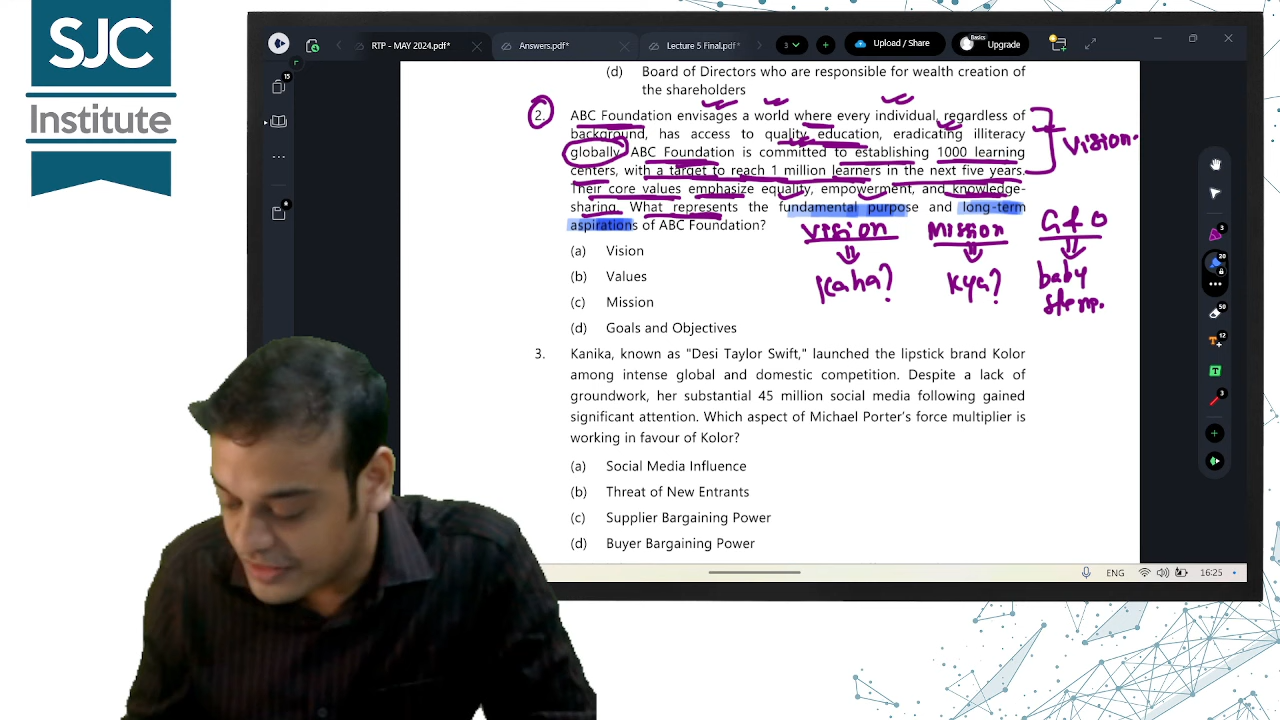 SJC
Institute
RTP - MAY 2024.pdf*
Answers.pdf*
Lecture 5 Final.pdf*
3
Upload / Share
Basics
Upgrade
15
(d) Board of Directors who are responsible for wealth creation of
the shareholders
2. ABC Foundation envisages a world where every individual, regardless of
background, has access to quality education, eradicating illiteracy
globally. ABC Foundation is committed to establishing 1000 learning
centers, with a target to reach 1 million learners in the next five years.
Their core values emphasize equality, empowerment, and knowledge-
sharing. What represents the fundamental purpose and long-term
aspirations of ABC Foundation?
Vision.
Vision Mission G & O
Kaha? Kya? baby
(a) Vision
(b) Values
(c) Mission
(d) Goals and Objectives
3. Kanika, known as "Desi Taylor Swift," launched the lipstick brand Kolor
among intense global and domestic competition. Despite a lack of
groundwork, her substantial 45 million social media following gained
significant attention. Which aspect of Michael Porter's force multiplier is
working in favour of Kolor?
(a) Social Media Influence
(b) Threat of New Entrants
(c) Supplier Bargaining Power
(d) Buyer Bargaining Power
3
20
50
12
T
3
ENG 16:25